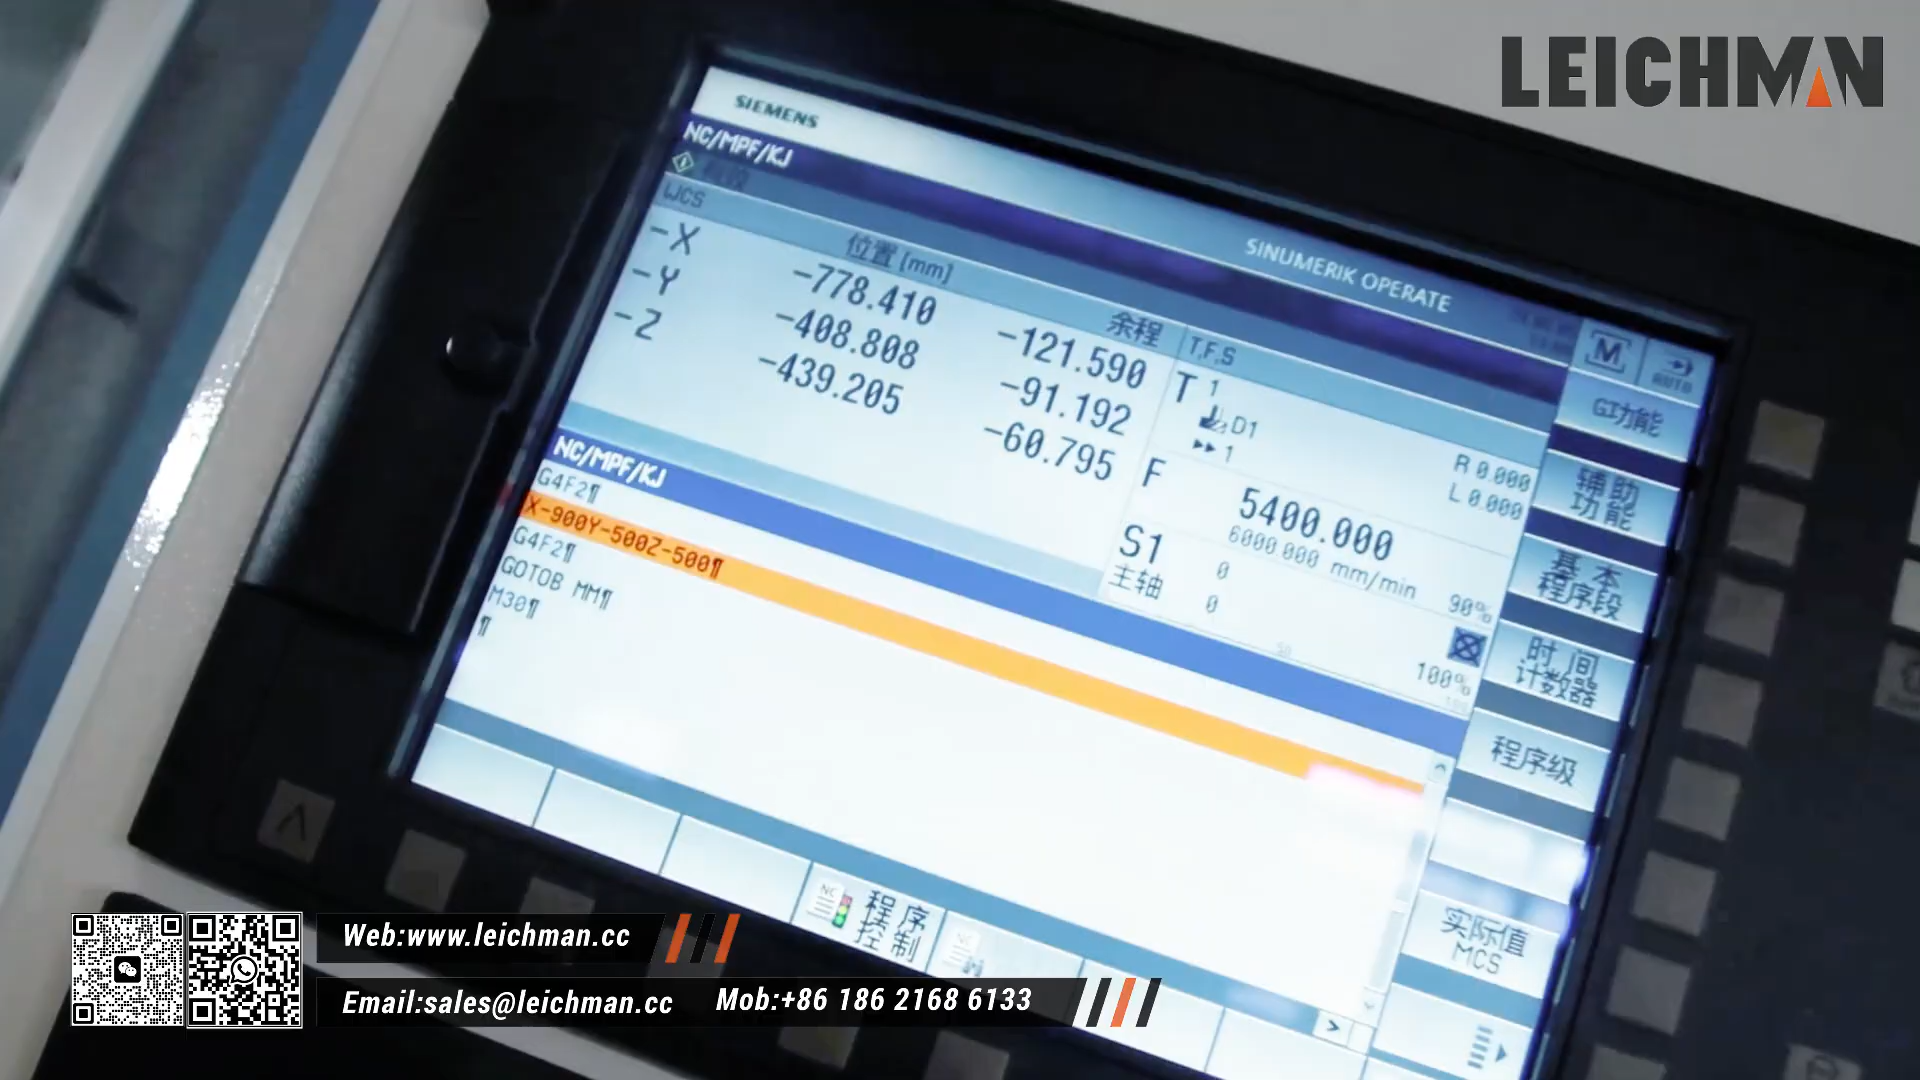 LEICHMAN
SIEMENS
NC/MPF/KJ
SINUMERIK OPERATE
WCS
位置 [mm]
余程
T,F,S
M
AUTO
-X -778.410 -121.590
-Y -408.808 -91.192
-Z -439.205 -60.795
T 1
D1
1
R 0.000
L 0.000
F 5400.000
6000.000 mm/min 90%
S1 0
主轴 0 100%
50
NC/MPF/KJ
G4F2¶
X-900Y-500Z-500¶
G4F2¶
GOTOB MM¶
M30¶
¶
G功能
辅助
功能
基本
程序段
时间
计数器
程序级
实际值
MCS
NC
程序
控制
NC
Web:www.leichman.cc
Email:sales@leichman.cc Mob:+86 186 2168 6133